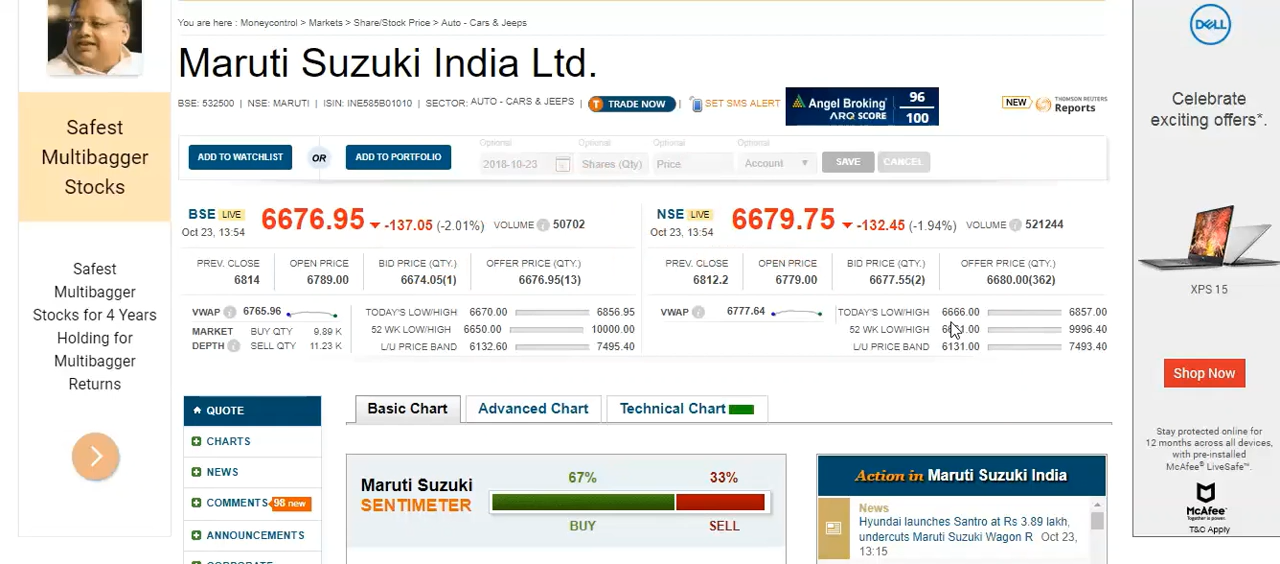 You are here : Moneycontrol > Markets > Share/Stock Price > Auto - Cars & Jeeps
Maruti Suzuki India Ltd.
BSE: 532500 | NSE: MARUTI | ISIN: INE585B01010 | SECTOR: AUTO - CARS & JEEPS
T TRADE NOW
SET SMS ALERT
Angel Broking
ARQ SCORE
96
100
NEW
THOMSON REUTERS
Reports
ADD TO WATCHLIST
OR
ADD TO PORTFOLIO
Optional
2018-10-23
Optional
Shares (Qty)
Optional
Price
Optional
Account
SAVE
CANCEL
BSE LIVE
Oct 23, 13:54
6676.95 -137.05 (-2.01%) VOLUME 50702
PREV. CLOSE OPEN PRICE BID PRICE (QTY.) OFFER PRICE (QTY.)
6814 6789.00 6674.05(1) 6676.95(13)
VWAP 6765.96
MARKET DEPTH
BUY QTY 9.89 K
SELL QTY 11.23 K
TODAY'S LOW/HIGH 6670.00 6856.95
52 WK LOW/HIGH 6650.00 10000.00
L/U PRICE BAND 6132.60 7495.40
NSE LIVE
Oct 23, 13:54
6679.75 -132.45 (-1.94%) VOLUME 521244
PREV. CLOSE OPEN PRICE BID PRICE (QTY.) OFFER PRICE (QTY.)
6812.2 6779.00 6677.55(2) 6680.00(362)
VWAP 6777.64
TODAY'S LOW/HIGH 6666.00 6857.00
52 WK LOW/HIGH 9996.40
L/U PRICE BAND 6131.00 7493.40
Safest
Multibagger
Stocks
Safest
Multibagger
Stocks for 4 Years
Holding for
Multibagger
Returns
QUOTE
CHARTS
NEWS
COMMENTS 98 new
ANNOUNCEMENTS
Basic Chart
Advanced Chart
Technical Chart
Maruti Suzuki
SENTIMETER
67% 33%
BUY SELL
Action in Maruti Suzuki India
News
Hyundai launches Santro at Rs 3.89 lakh,
undercuts Maruti Suzuki Wagon R Oct 23,
13:15
DELL
Celebrate
exciting offers*.
XPS 15
Shop Now
Stay protected online for
12 months across all devices,
with pre-installed
McAfee® LiveSafe™.
McAfee™
Together is power.
T&C Apply